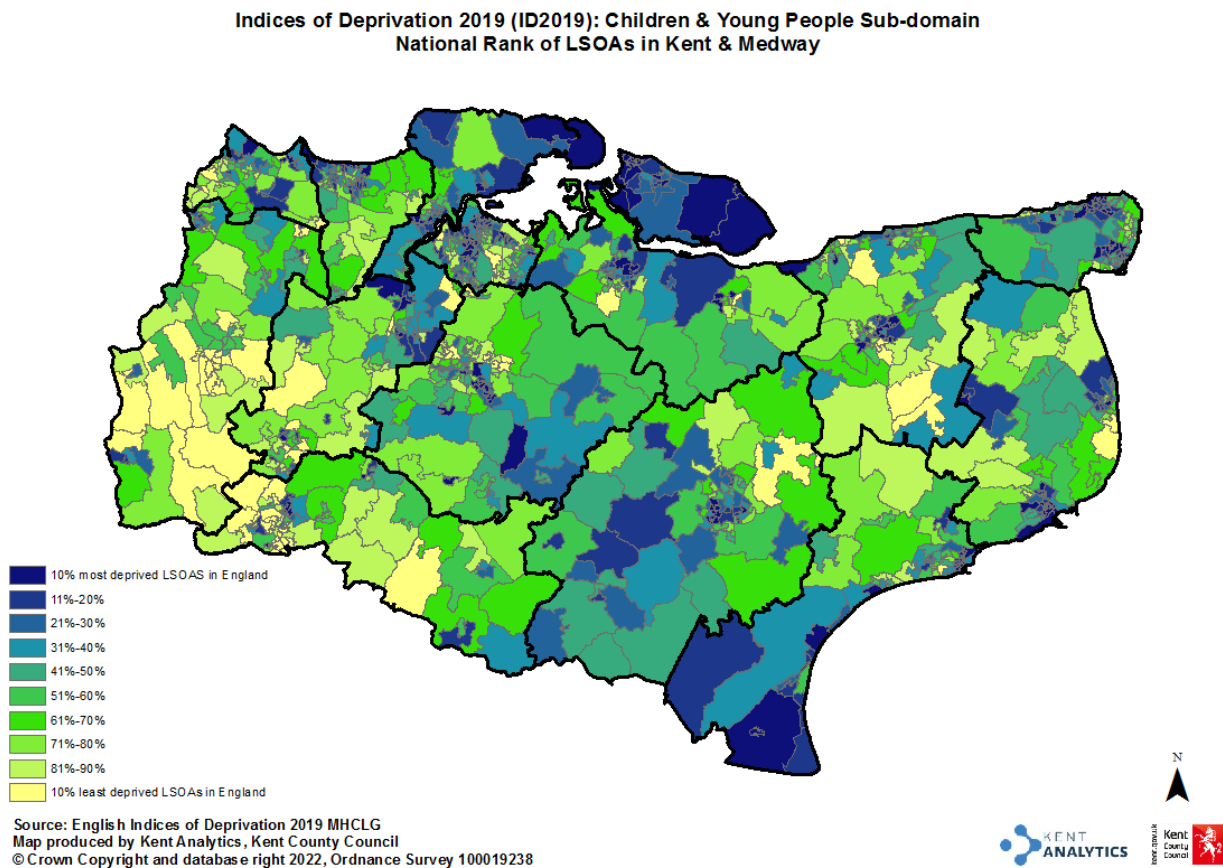 Indices of Deprivation 2019 (ID2019): Children & Young People Sub-domain
National Rank of LSOAs in Kent & Medway
10% most deprived LSOAS in England
11%-20%
21%-30%
31%-40%
41%-50%
51%-60%
61%-70%
71%-80%
81%-90%
10% least deprived LSOAs in England
N
Source: English Indices of Deprivation 2019 MHCLG
Map produced by Kent Analytics, Kent County Council
© Crown Copyright and database right 2022, Ordnance Survey 100019238
KENT
ANALYTICS
Kent
County
Council